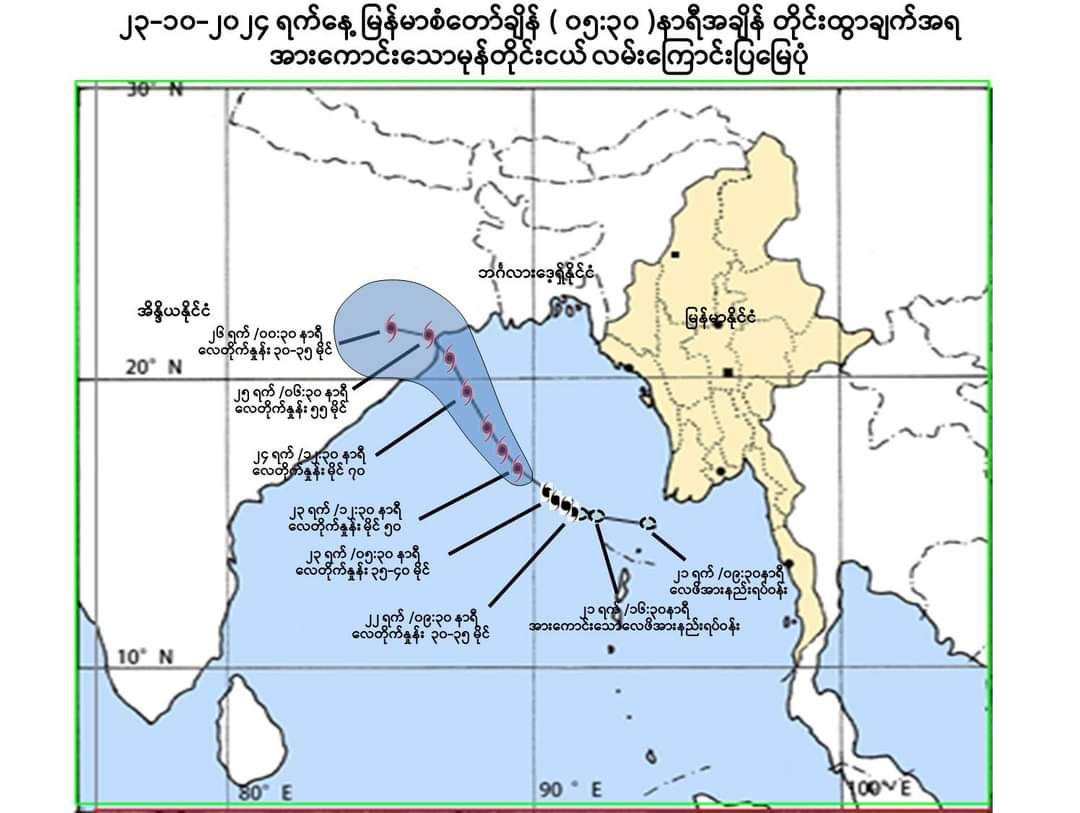 ၂၃-၁၀-၂၀၂၄ ရက်နေ့ မြန်မာစံတော်ချိန် ( ၀၅:၃၀ )နာရီအချိန် တိုင်းထွာချက်အရ
အားကောင်းသောမုန်တိုင်းငယ် လမ်းကြောင်းပြမြေပုံ
30° N
ဘင်္ဂလားဒေ့ရှ်နိုင်ငံ
အိန္ဒိယနိုင်ငံ
မြန်မာနိုင်ငံ
၂၆ ရက် /၀၀:၃၀ နာရီ
လေတိုက်နှုန်း ၃၀-၃၅ မိုင်
20° N
၂၅ ရက် /၀၆:၃၀ နာရီ
လေတိုက်နှုန်း ၅၅ မိုင်
၂၄ ရက် /၁၂:၃၀ နာရီ
လေတိုက်နှုန်း မိုင် ၇၀
၂၃ ရက် /၁၂:၃၀ နာရီ
လေတိုက်နှုန်း မိုင် ၅၀
၂၃ ရက် /၀၅:၃၀ နာရီ
လေတိုက်နှုန်း ၃၅-၄၀ မိုင်
၂၁ ရက် /၀၉:၃၀နာရီ
လေဖိအားနည်းရပ်ဝန်း
၂၁ ရက် /၁၆:၃၀နာရီ
အားကောင်းသောလေဖိအားနည်းရပ်ဝန်း
၂၂ ရက် /၀၉:၃၀ နာရီ
လေတိုက်နှုန်း ၃၀-၃၅ မိုင်
10° N
80° E
90° E
100° E